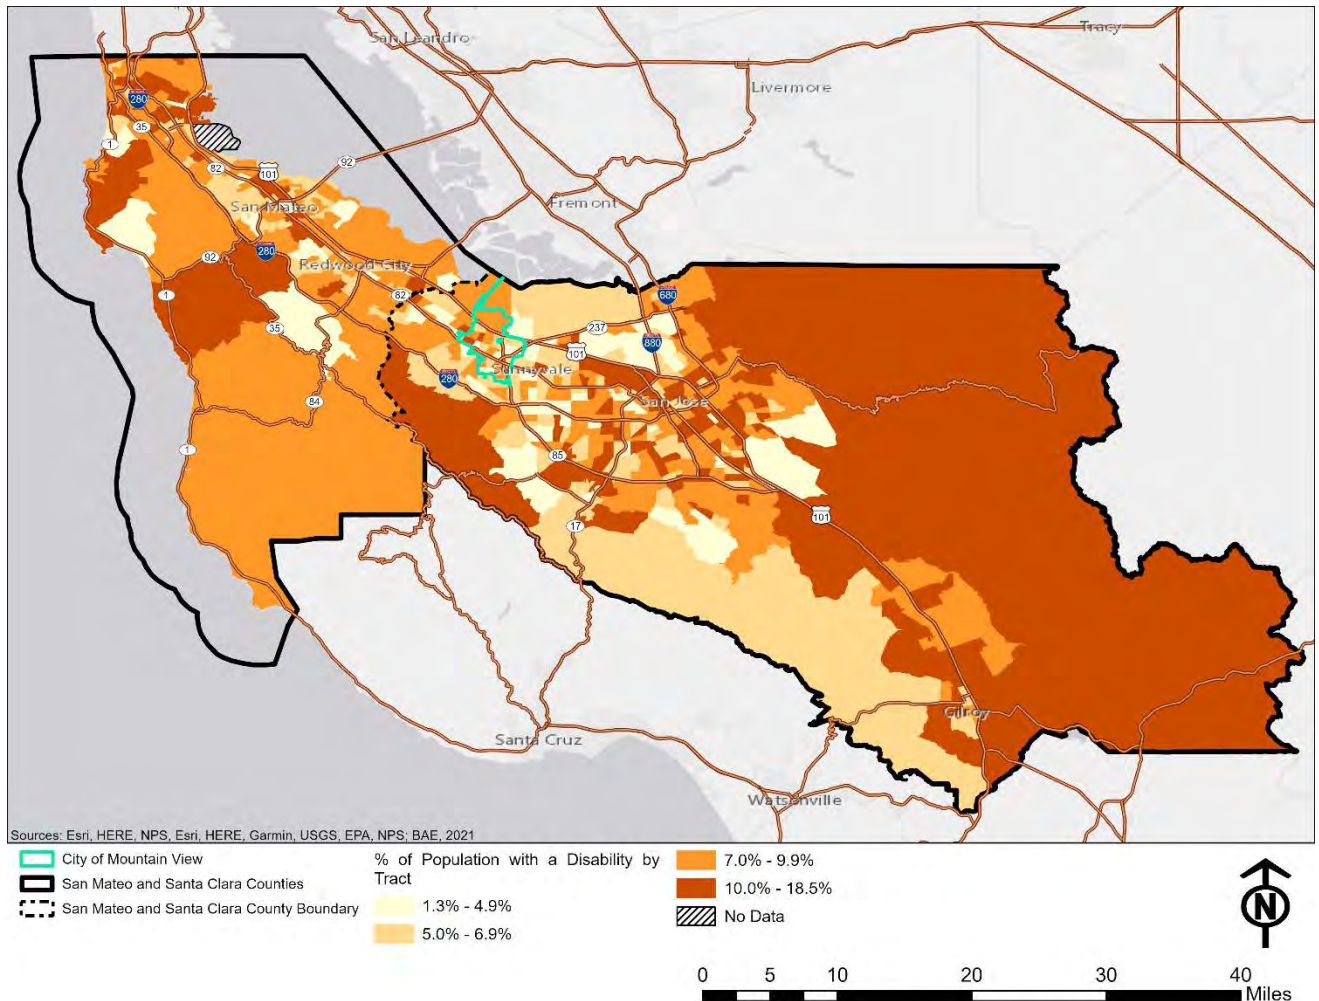 San Leandro
Tracy
Livermore
280
35
1
82
101
92
San Mateo
Fremont
92
280
Redwood City
1
82
680
35
237
880
101
280
Sunnyvale
84
San Jose
1
85
101
17
Gilroy
Santa Cruz
Watsonville
Sources: Esri, HERE, NPS, Esri, HERE, Garmin, USGS, EPA, NPS; BAE, 2021
City of Mountain View
San Mateo and Santa Clara Counties
San Mateo and Santa Clara County Boundary
% of Population with a Disability by
Tract
1.3% - 4.9%
5.0% - 6.9%
7.0% - 9.9%
10.0% - 18.5%
No Data
N
0 5 10 20 30 40
Miles